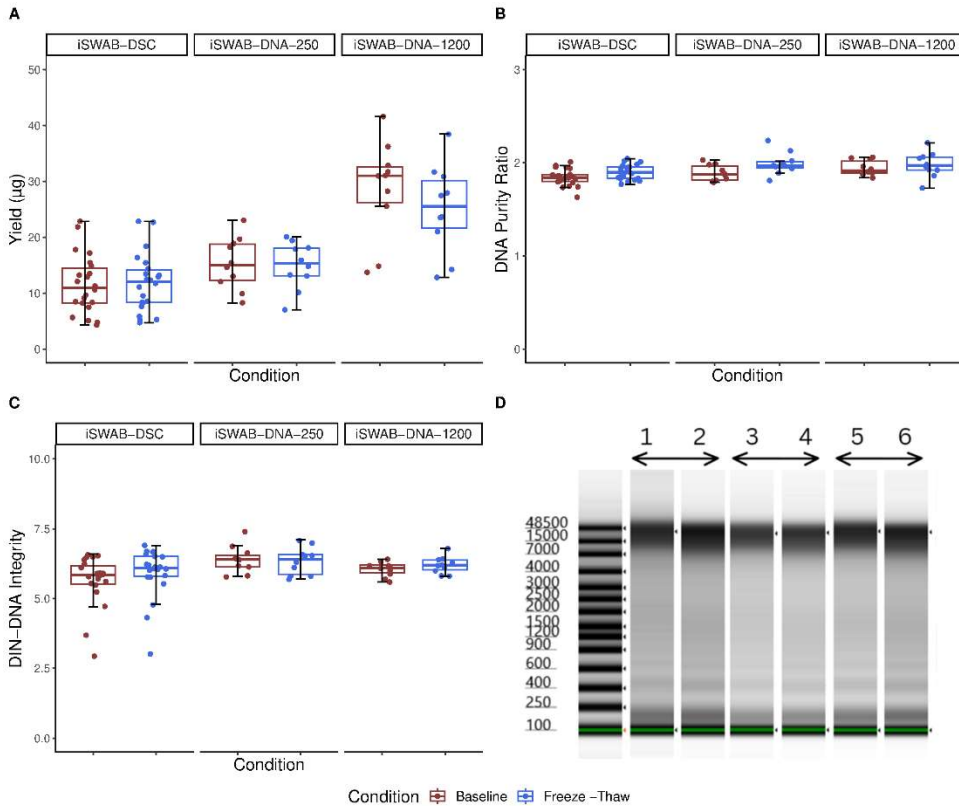 A
iSWAB−DSC iSWAB−DNA−250 iSWAB−DNA−1200
50
40
30
20
10
0
Yield (µg)
Condition
B
iSWAB−DSC iSWAB−DNA−250 iSWAB−DNA−1200
3
2
1
0
DNA Purity Ratio
Condition
C
iSWAB−DSC iSWAB−DNA−250 iSWAB−DNA−1200
10.0
7.5
5.0
2.5
0.0
DIN−DNA Integrity
Condition
D
1 2 3 4 5 6
48500
15000
7000
4000
3000
2500
2000
1500
1200
900
600
400
250
100
Condition Baseline Freeze −Thaw